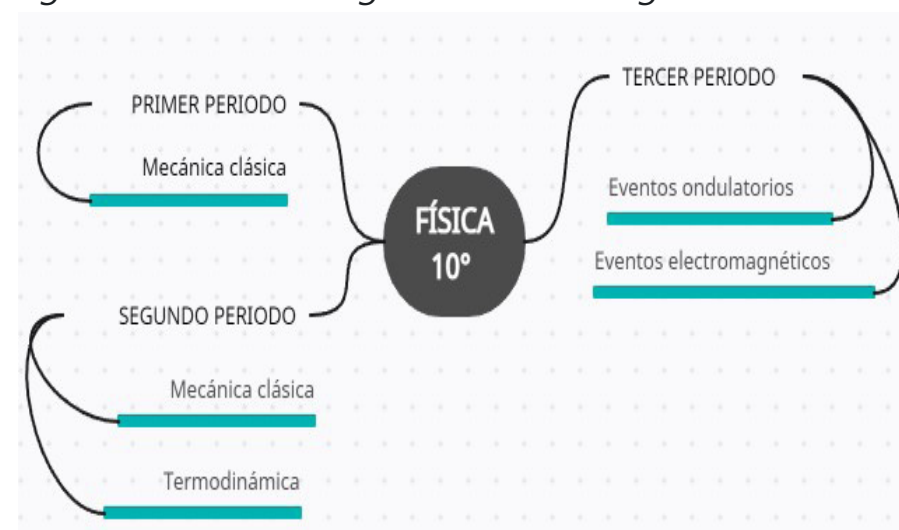 PRIMER PERIODO
Mecánica clásica
SEGUNDO PERIODO
Mecánica clásica
Termodinámica
FÍSICA
10°
TERCER PERIODO
Eventos ondulatorios
Eventos electromagnéticos